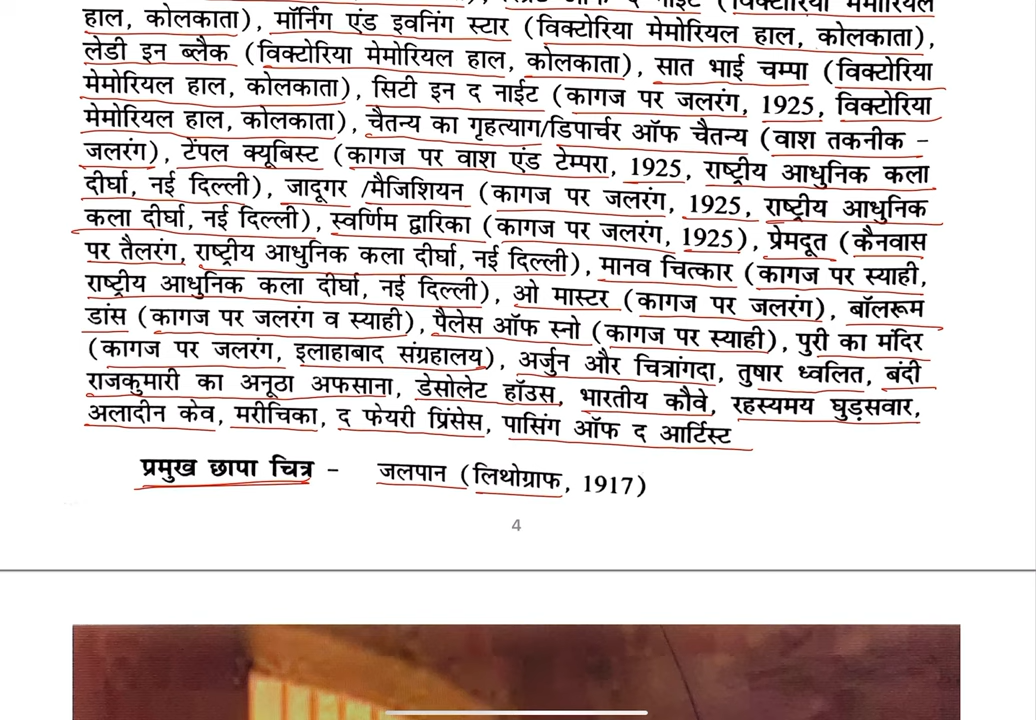 हाल, कोलकाता), मॉर्निंग एंड इवनिंग स्टार (विक्टोरिया मेमोरियल हाल, कोलकाता),
लेडी इन ब्लैक (विक्टोरिया मेमोरियल हाल, कोलकाता), सात भाई चम्पा (विक्टोरिया
मेमोरियल हाल, कोलकाता), सिटी इन द नाईट (कागज पर जलरंग, 1925, विक्टोरिया
मेमोरियल हाल, कोलकाता), चैतन्य का गृहत्याग/डिपार्चर ऑफ चैतन्य (वाश तकनीक –
जलरंग), टेंपल क्यूबिस्ट (कागज पर वाश एंड टेम्परा, 1925, राष्ट्रीय आधुनिक कला
दीर्घा, नई दिल्ली), जादूगर /मैजिशियन (कागज पर जलरंग, 1925, राष्ट्रीय आधुनिक
कला दीर्घा, नई दिल्ली), स्वर्णिम द्वारिका (कागज पर जलरंग, 1925), प्रेमदूत (कैनवास
पर तैलरंग, राष्ट्रीय आधुनिक कला दीर्घा, नई दिल्ली), मानव चित्कार (कागज पर स्याही,
राष्ट्रीय आधुनिक कला दीर्घा, नई दिल्ली), ओ मास्टर (कागज पर जलरंग), बॉलरूम
डांस (कागज पर जलरंग व स्याही), पैलेस ऑफ स्नो (कागज पर स्याही), पुरी का मंदिर
(कागज पर जलरंग, इलाहाबाद संग्रहालय), अर्जुन और चित्रांगदा, तुषार ध्वलित, बंदी
राजकुमारी का अनूठा अफसाना, डेसोलेट हॉउस, भारतीय कौवे, रहस्यमय घुड़सवार,
अलादीन केव, मरीचिका, द फेयरी प्रिंसेस, पासिंग ऑफ द आर्टिस्ट
प्रमुख छापा चित्र – जलपान (लिथोग्राफ, 1917)
4